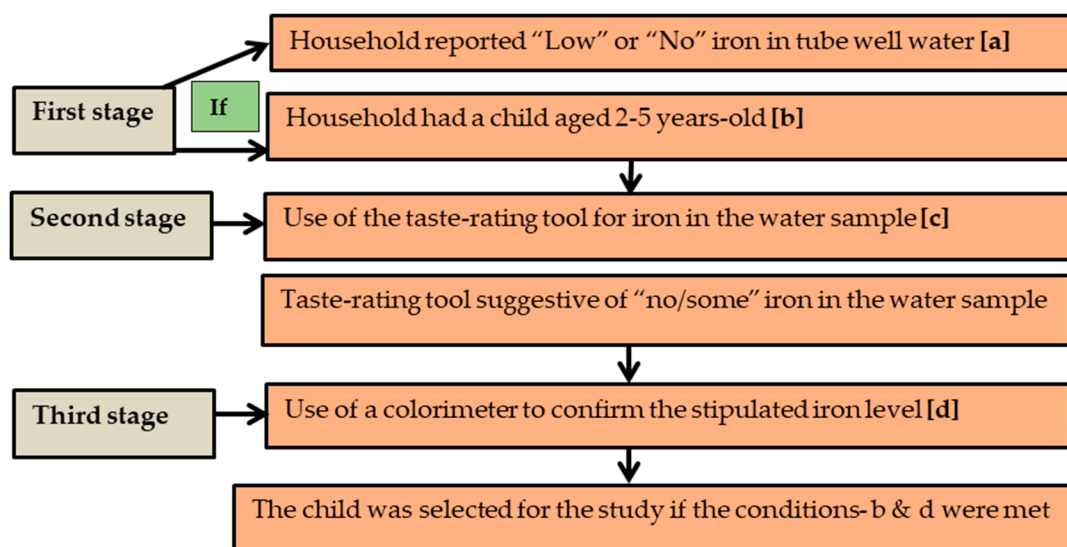 Household reported “Low” or “No” iron in tube well water [a]
First stage
If
Household had a child aged 2-5 years-old [b]
Second stage
Use of the taste-rating tool for iron in the water sample [c]
Taste-rating tool suggestive of “no/some” iron in the water sample
Third stage
Use of a colorimeter to confirm the stipulated iron level [d]
The child was selected for the study if the conditions- b & d were met